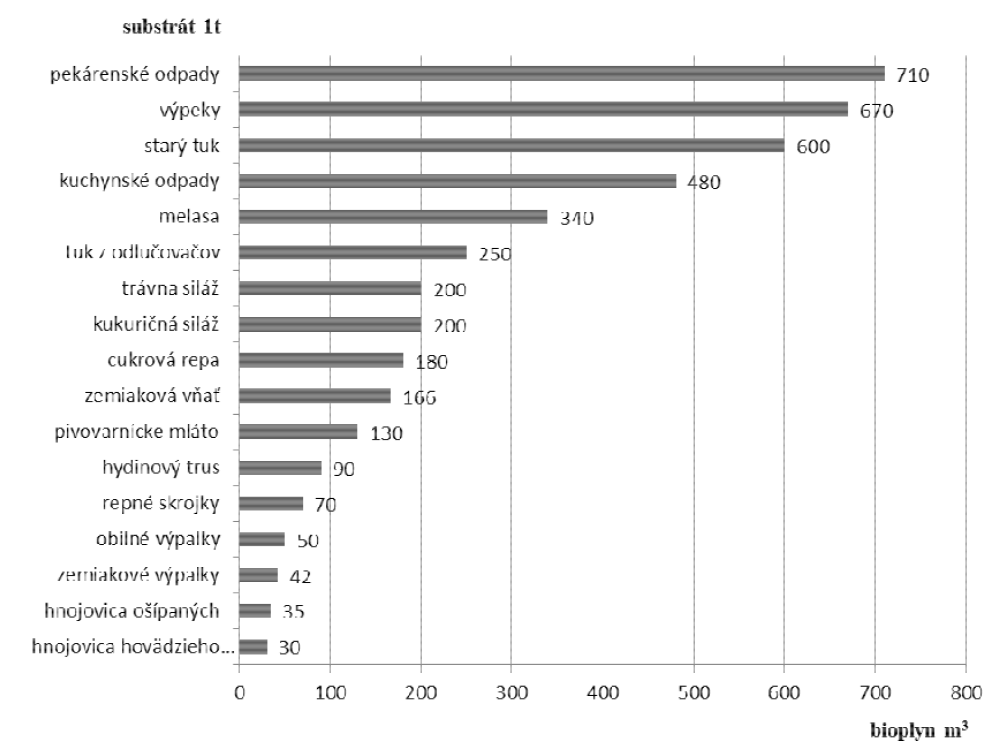 substrát 1t
pekárenské odpady 710
výpeky 670
starý tuk 600
kuchynské odpady 480
melasa 340
tuk z odlučovačov 250
trávna siláž 200
kukuričná siláž 200
cukrová repa 180
zemiaková vňať 166
pivovarnícke mláto 130
hydinový trus 90
repné skrojky 70
obilné výpalky 50
zemiakové výpalky 42
hnojovica ošípaných 35
hnojovica hovädzieho... 30
0 100 200 300 400 500 600 700 800
bioplyn m³